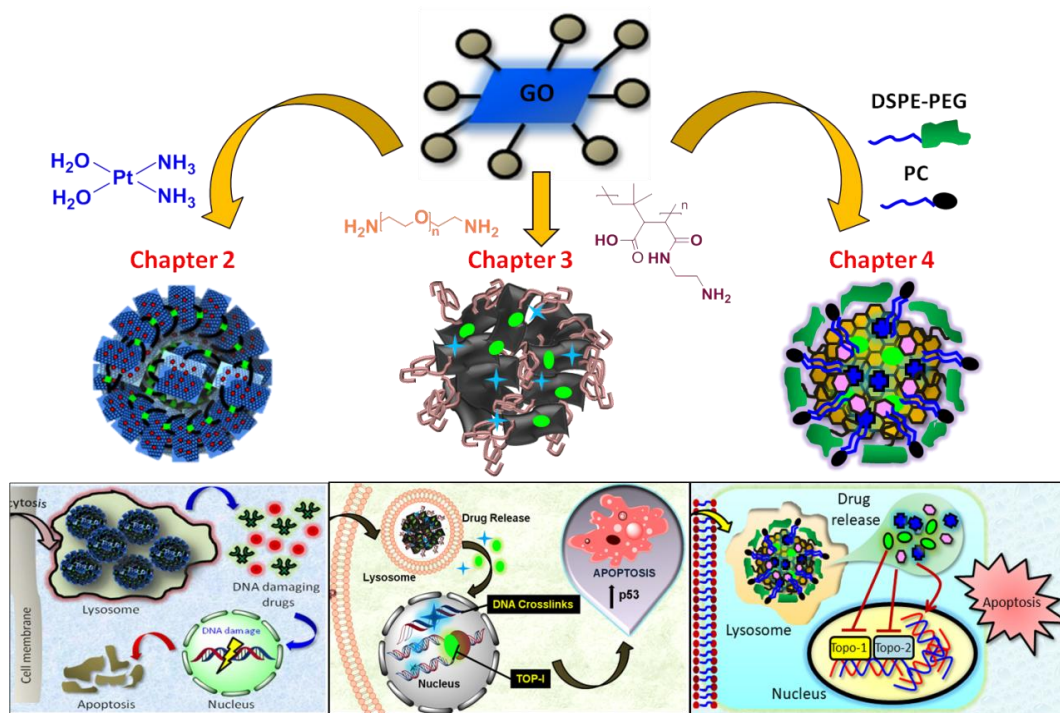 GO
DSPE-PEG
PC
H₂O
NH₃
Pt
H₂O
NH₃
H₂N
O
n
NH₂
n
HO
O
O
HN
NH₂
Chapter 2
Chapter 3
Chapter 4
cytosis
Cell membrane
Lysosome
DNA damaging
drugs
DNA damage
Apoptosis
Nucleus
Drug Release
Lysosome
APOPTOSIS
p53
DNA Crosslinks
Nucleus
TOP-I
Drug
release
Lysosome
Apoptosis
Topo-1
Topo-2
Nucleus